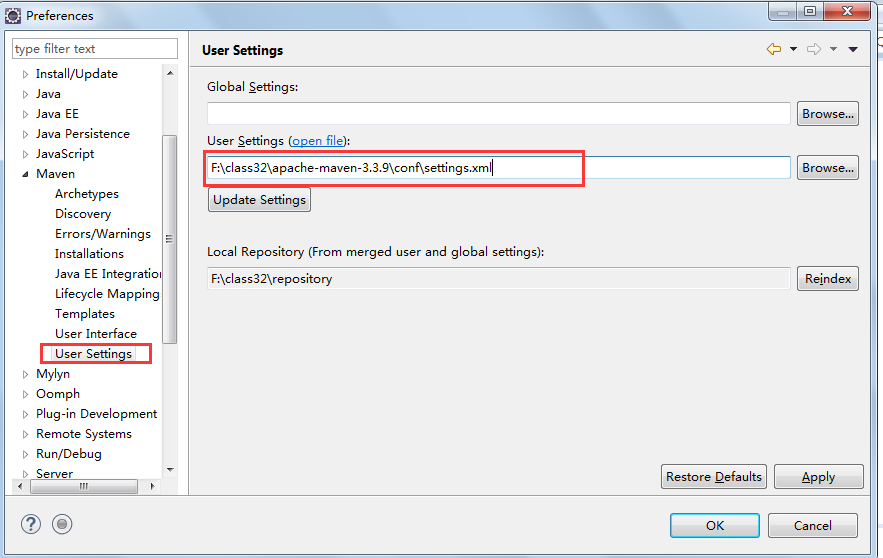 Preferences
type filter text
Install/Update
Java
Java EE
Java Persistence
JavaScript
Maven
Archetypes
Discovery
Errors/Warnings
Installations
Java EE Integration
Lifecycle Mapping
Templates
User Interface
User Settings
Mylyn
Oomph
Plug-in Development
Remote Systems
Run/Debug
Server
User Settings
Global Settings:
Browse...
User Settings (open file):
F:\class32\apache-maven-3.3.9\conf\settings.xml
Browse...
Update Settings
Local Repository (From merged user and global settings):
F:\class32\repository
Reindex
Restore Defaults
Apply
OK
Cancel